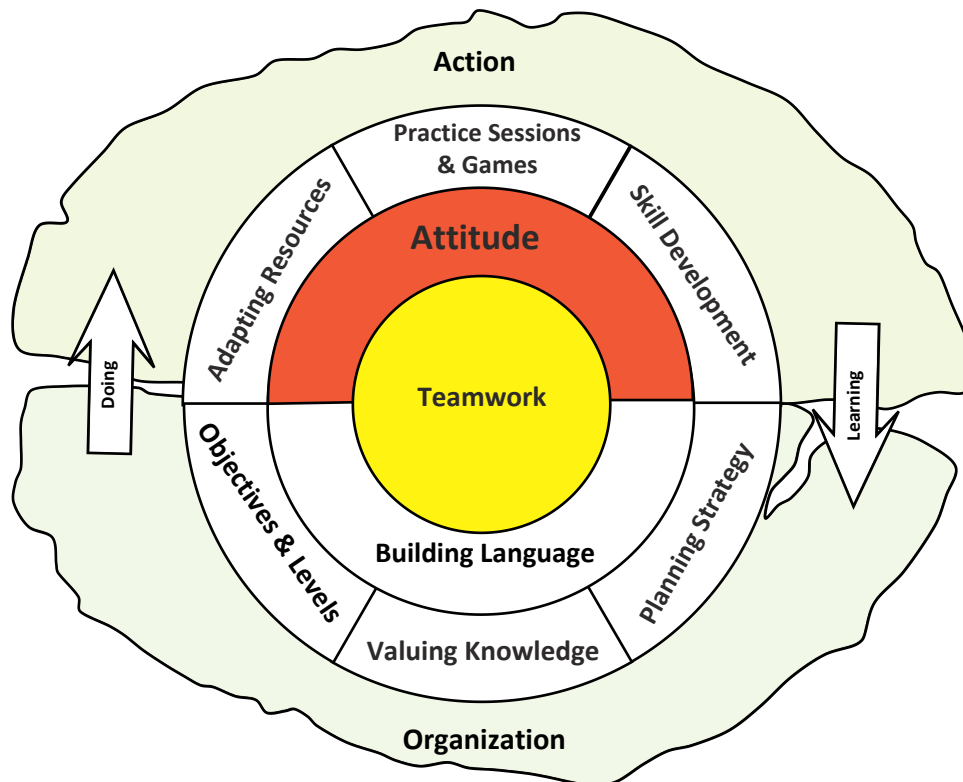 Action
Practice Sessions
& Games
Adapting Resources
Skill Development
Attitude
Doing
Learning
Teamwork
Objectives & Levels
Planning Strategy
Building Language
Valuing Knowledge
Organization